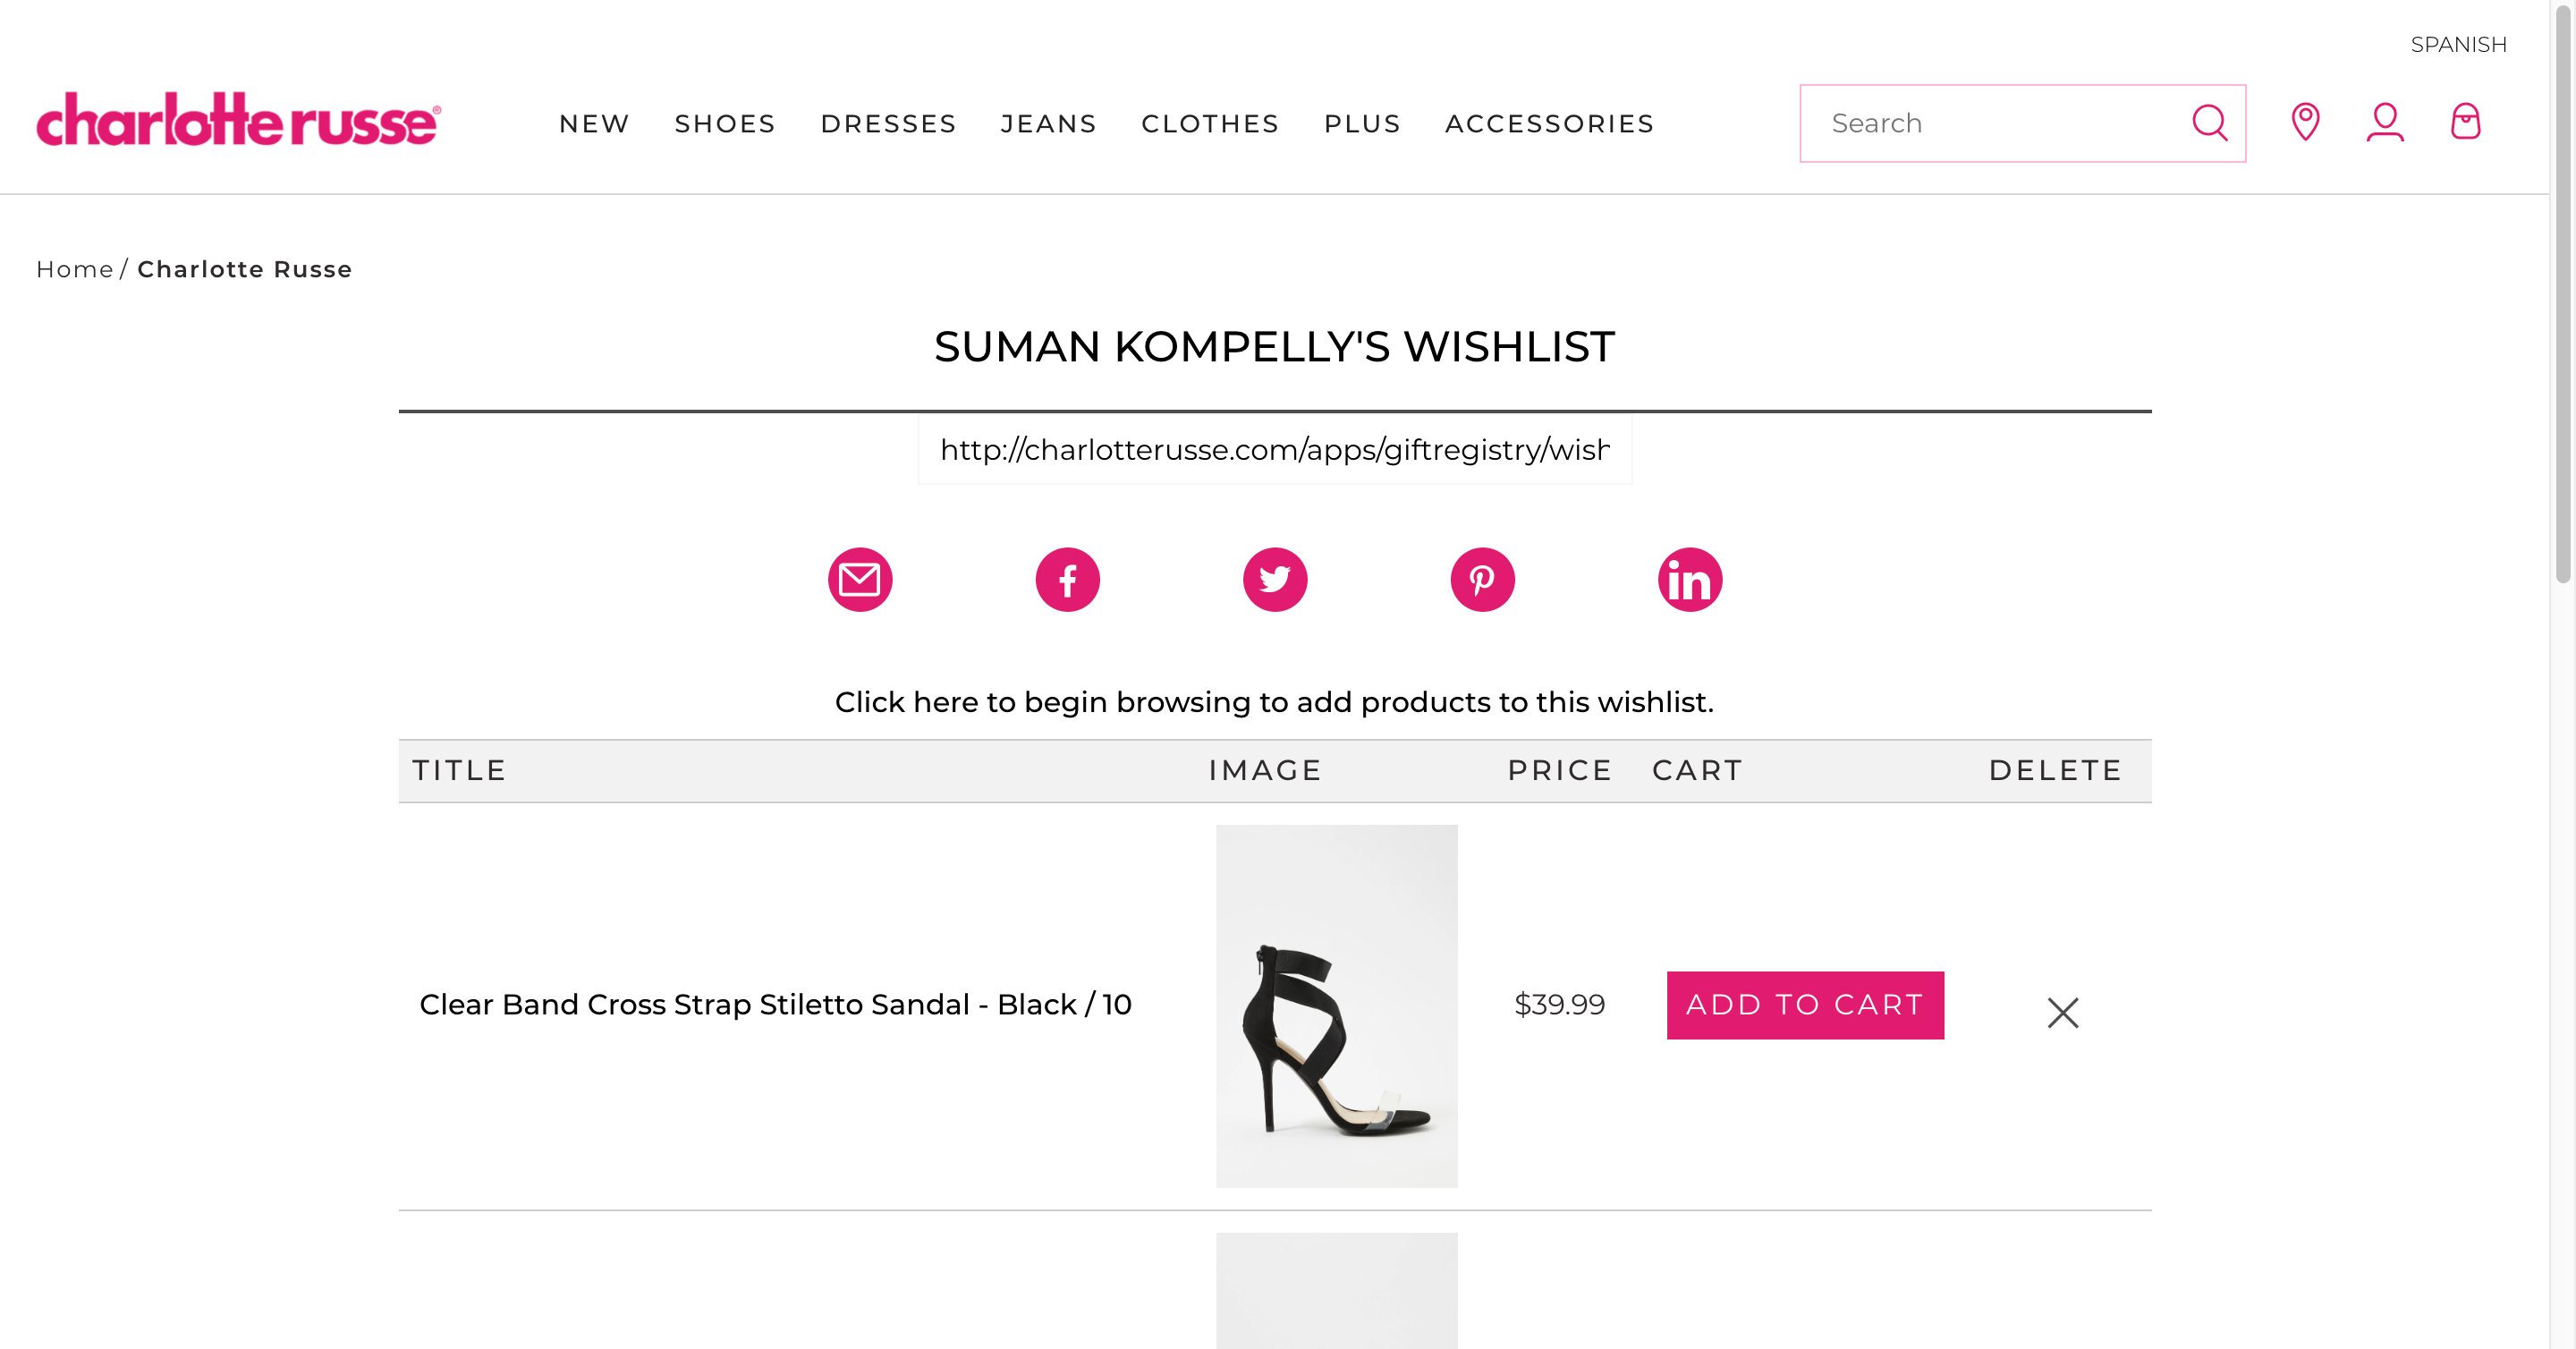 SPANISH
charlotte russe®
NEW SHOES DRESSES JEANS CLOTHES PLUS ACCESSORIES
Search
Home / Charlotte Russe
SUMAN KOMPELLY'S WISHLIST
http://charlotterusse.com/apps/giftregistry/wish
Click here to begin browsing to add products to this wishlist.
TITLE IMAGE PRICE CART DELETE
Clear Band Cross Strap Stiletto Sandal - Black / 10 $39.99 ADD TO CART